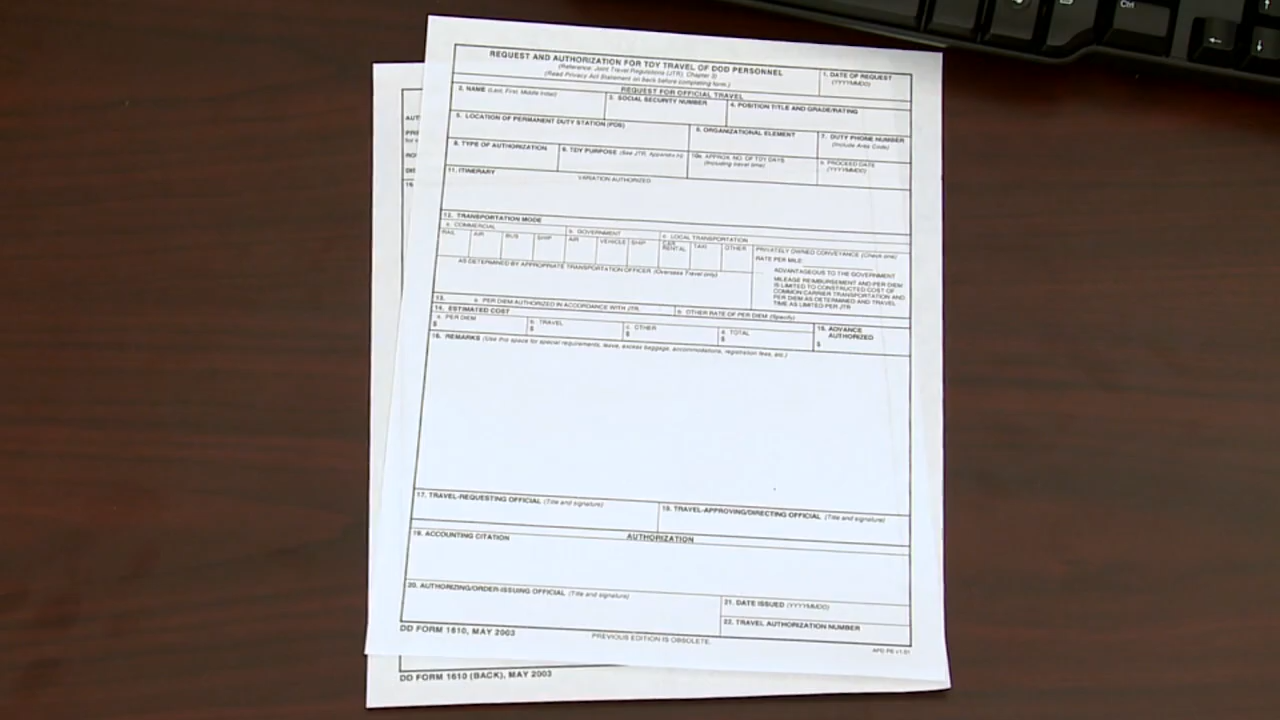 Ctrl
REQUEST AND AUTHORIZATION FOR TDY TRAVEL OF DOD PERSONNEL
(Reference: Joint Travel Regulations (JTR), Chapter 3)
(Read Privacy Act Statement on back before completing form.)
1. DATE OF REQUEST
(YYYYMMDD)
REQUEST FOR OFFICIAL TRAVEL
2. NAME (Last, First, Middle Initial)
3. SOCIAL SECURITY NUMBER
4. POSITION TITLE AND GRADE/RATING
5. LOCATION OF PERMANENT DUTY STATION (PDS)
6. ORGANIZATIONAL ELEMENT
7. DUTY PHONE NUMBER
(Include Area Code)
8. TYPE OF AUTHORIZATION
9. TDY PURPOSE (See JTR, Appendix H)
10a. APPROX. NO. OF TDY DAYS
(Including travel time)
b. PROCEED DATE
(YYYYMMDD)
11. ITINERARY
VARIATION AUTHORIZED
12. TRANSPORTATION MODE
a. COMMERCIAL
b. GOVERNMENT
c. LOCAL TRANSPORTATION
RAIL
AIR
BUS
SHIP
AIR
VEHICLE
SHIP
CAR
RENTAL
TAXI
OTHER
PRIVATELY OWNED CONVEYANCE (Check one)
RATE PER MILE:
ADVANTAGEOUS TO THE GOVERNMENT
MILEAGE REIMBURSEMENT AND PER DIEM
IS LIMITED TO CONSTRUCTED COST OF
COMMON CARRIER TRANSPORTATION AND
PER DIEM AS DETERMINED AND TRAVEL
TIME AS LIMITED PER JTR
AS DETERMINED BY APPROPRIATE TRANSPORTATION OFFICER (Overseas Travel only)
13.
a. PER DIEM AUTHORIZED IN ACCORDANCE WITH JTR.
b. OTHER RATE OF PER DIEM (Specify)
14. ESTIMATED COST
a. PER DIEM
$
b. TRAVEL
$
c. OTHER
$
d. TOTAL
$
15. ADVANCE
AUTHORIZED
$
16. REMARKS (Use this space for special requirements, leave, excess baggage, accommodations, registration fees, etc.)
17. TRAVEL-REQUESTING OFFICIAL (Title and signature)
18. TRAVEL-APPROVING/DIRECTING OFFICIAL (Title and signature)
AUTHORIZATION
19. ACCOUNTING CITATION
20. AUTHORIZING/ORDER-ISSUING OFFICIAL (Title and signature)
21. DATE ISSUED (YYYYMMDD)
22. TRAVEL AUTHORIZATION NUMBER
DD FORM 1610, MAY 2003
PREVIOUS EDITION IS OBSOLETE.
AUT
PRI
ROU
DIS
16
DD FORM 1610 (BACK), MAY 2003